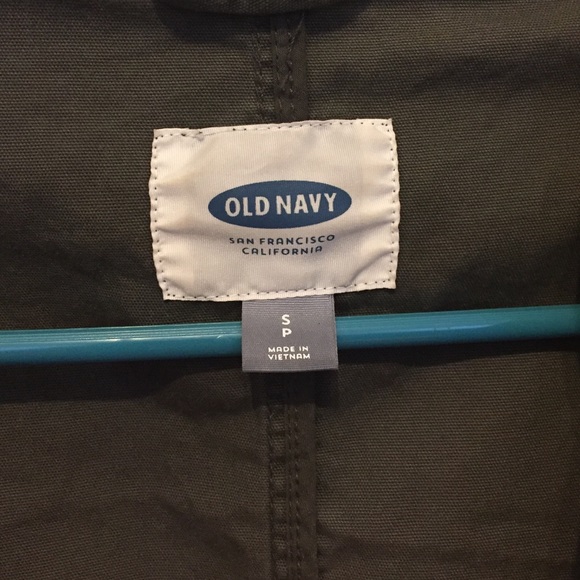 OLD NAVY
SAN FRANCISCO
CALIFORNIA
S
P
MADE IN
VIETNAM